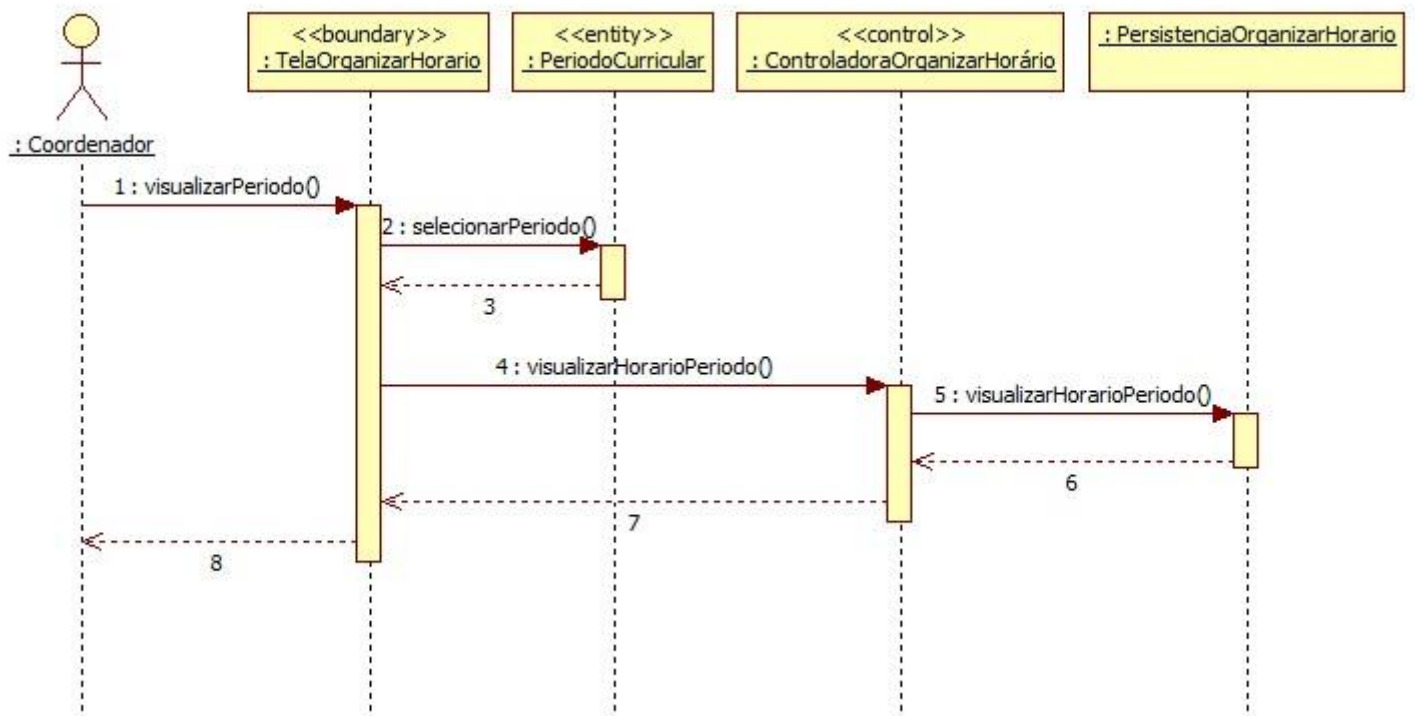 <<boundary>>
: TelaOrganizarHorario
<<entity>>
: PeriodoCurricular
<<control>>
: ControladoraOrganizarHorário
: PersistenciaOrganizarHorario
: Coordenador
1 : visualizarPeriodo()
2 : selecionarPeriodo()
3
4 : visualizarHorarioPeriodo()
5 : visualizarHorarioPeriodo()
6
7
8